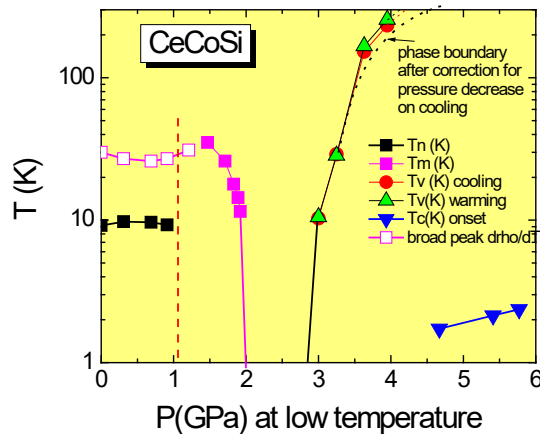 CeCoSi
phase boundary
after correction for
pressure decrease
on cooling
Tn (K)
Tm (K)
Tv (K) cooling
Tv(K) warming
Tc(K) onset
broad peak drho/dT
100
10
1
T (K)
0 1 2 3 4 5 6
P(GPa) at low temperature